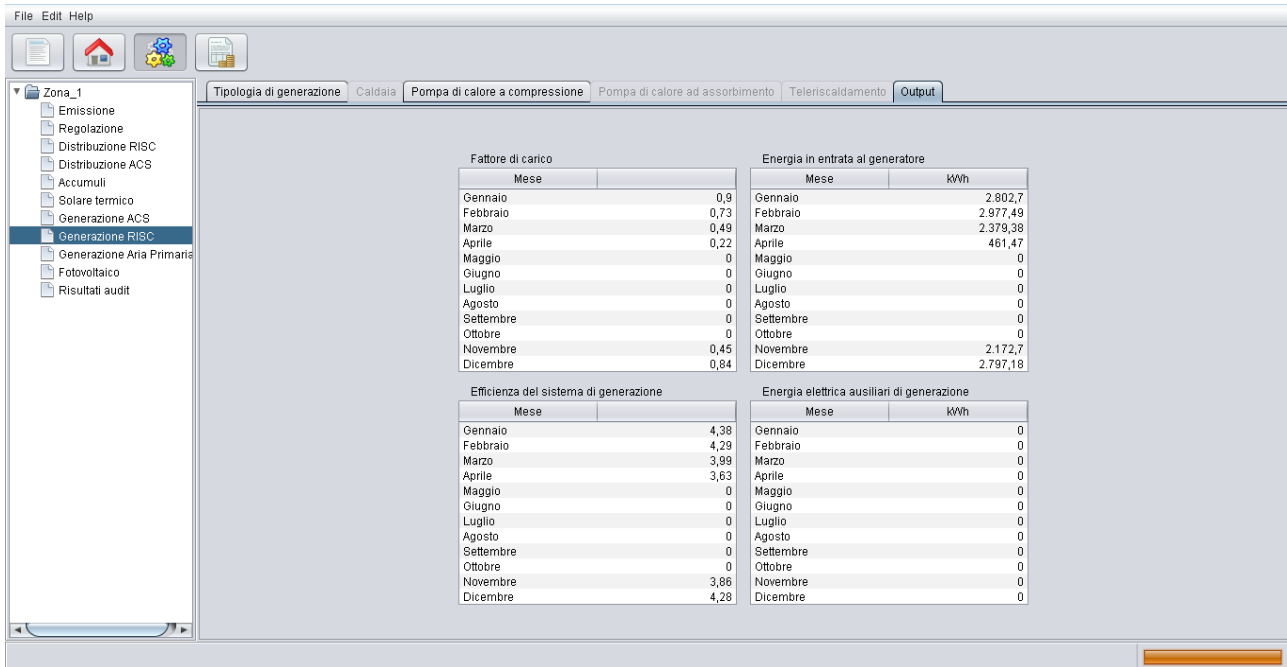 File Edit Help
Zona_1
Emissione
Regolazione
Distribuzione RISC
Distribuzione ACS
Accumuli
Solare termico
Generazione ACS
Generazione RISC
Generazione Aria Primaria
Fotovoltaico
Risultati audit
Tipologia di generazione Caldaia Pompa di calore a compressione Pompa di calore ad assorbimento Teleriscaldamento Output
Fattore di carico
Mese
Gennaio 0,9
Febbraio 0,73
Marzo 0,49
Aprile 0,22
Maggio 0
Giugno 0
Luglio 0
Agosto 0
Settembre 0
Ottobre 0
Novembre 0,45
Dicembre 0,84
Energia in entrata al generatore
Mese kWh
Gennaio 2.802,7
Febbraio 2.977,49
Marzo 2.379,38
Aprile 461,47
Maggio 0
Giugno 0
Luglio 0
Agosto 0
Settembre 0
Ottobre 0
Novembre 2.172,7
Dicembre 2.797,18
Efficienza del sistema di generazione
Mese
Gennaio 4,38
Febbraio 4,29
Marzo 3,99
Aprile 3,63
Maggio 0
Giugno 0
Luglio 0
Agosto 0
Settembre 0
Ottobre 0
Novembre 3,86
Dicembre 4,28
Energia elettrica ausiliari di generazione
Mese kWh
Gennaio 0
Febbraio 0
Marzo 0
Aprile 0
Maggio 0
Giugno 0
Luglio 0
Agosto 0
Settembre 0
Ottobre 0
Novembre 0
Dicembre 0